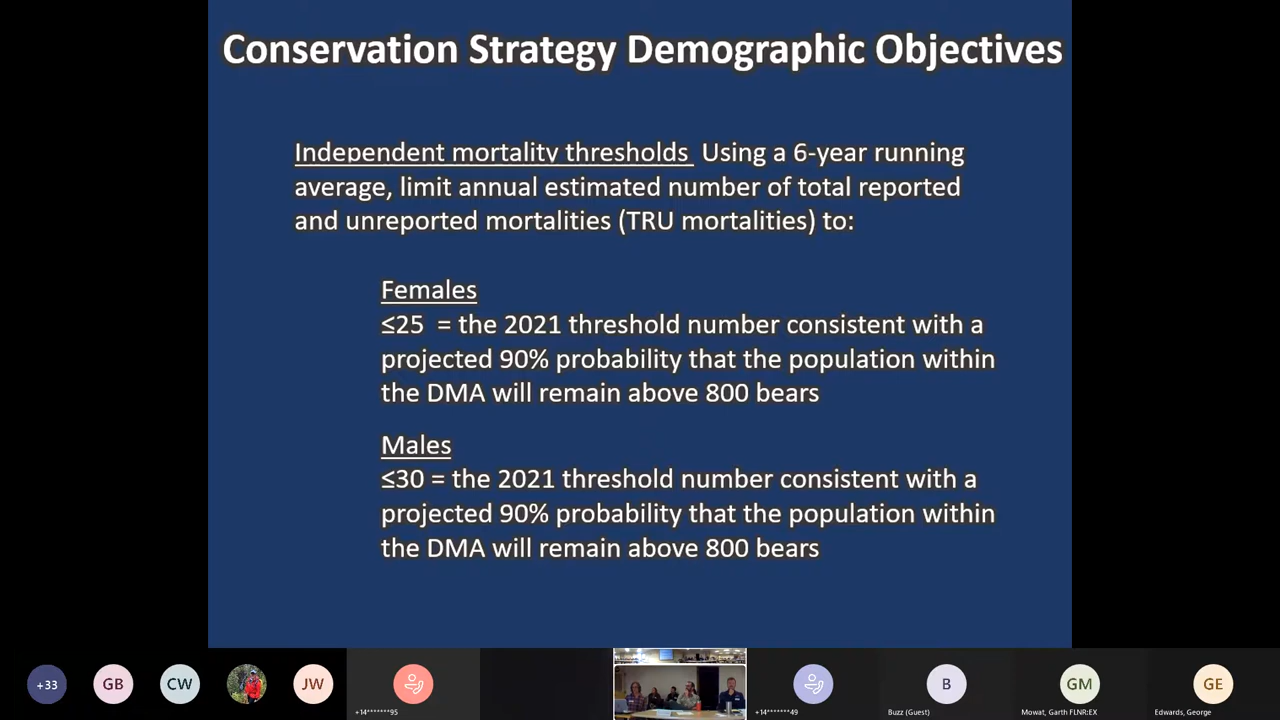 Conservation Strategy Demographic Objectives
Independent mortality thresholds Using a 6-year running
average, limit annual estimated number of total reported
and unreported mortalities (TRU mortalities) to:
Females
≤25 = the 2021 threshold number consistent with a
projected 90% probability that the population within
the DMA will remain above 800 bears
Males
≤30 = the 2021 threshold number consistent with a
projected 90% probability that the population within
the DMA will remain above 800 bears
+33
GB
CW
JW
+14*******95
+14*******49
B
Buzz (Guest)
GM
Mowat, Garth FLNR:EX
GE
Edwards, George